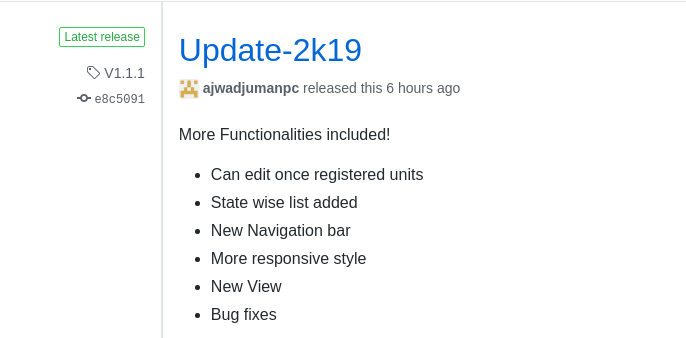 Latest release
V1.1.1
e8c5091
Update-2k19
ajwadjumanpc released this 6 hours ago
More Functionalities included!
Can edit once registered units
State wise list added
New Navigation bar
More responsive style
New View
Bug fixes